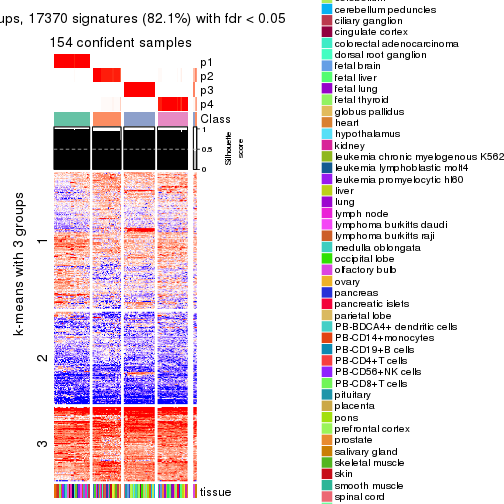 ups, 17370 signatures (82.1%) with fdr < 0.05
154 confident samples
p1
p2
p3
p4
Class
1
0.5
0
Silhouette
score
k-means with 3 groups
1
2
3
tissue
cerebellum peduncles
ciliary ganglion
cingulate cortex
colorectal adenocarcinoma
dorsal root ganglion
fetal brain
fetal liver
fetal lung
fetal thyroid
globus pallidus
heart
hypothalamus
kidney
leukemia chronic myelogenous K562
leukemia lymphoblastic molt4
leukemia promyelocytic hl60
liver
lung
lymph node
lymphoma burkitts daudi
lymphoma burkitts raji
medulla oblongata
occipital lobe
olfactory bulb
ovary
pancreas
pancreatic islets
parietal lobe
PB-BDCA4+ dendritic cells
PB-CD14+monocytes
PB-CD19+B cells
PB-CD4+ T cells
PB-CD56+NK cells
PB-CD8+T cells
pituitary
placenta
pons
prefrontal cortex
prostate
salivary gland
skeletal muscle
skin
smooth muscle
spinal cord